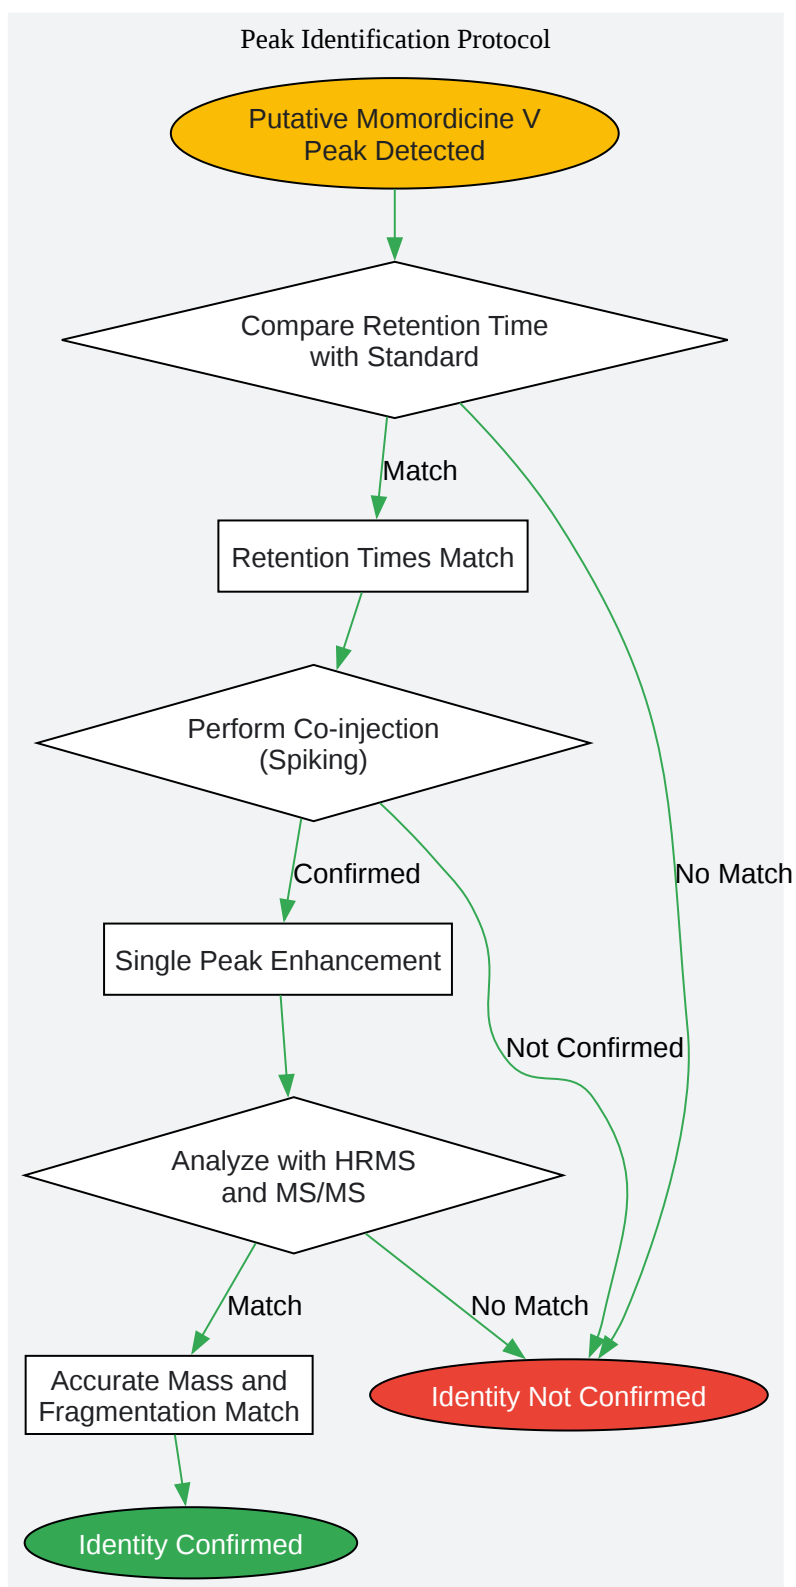 Peak Identification Protocol
Putative Momordicine V
Peak Detected
Compare Retention Time
with Standard
Match
Retention Times Match
Perform Co-injection
(Spiking)
Confirmed
No Match
Single Peak Enhancement
Not Confirmed
Analyze with HRMS
and MS/MS
Match
No Match
Accurate Mass and
Fragmentation Match
Identity Not Confirmed
Identity Confirmed